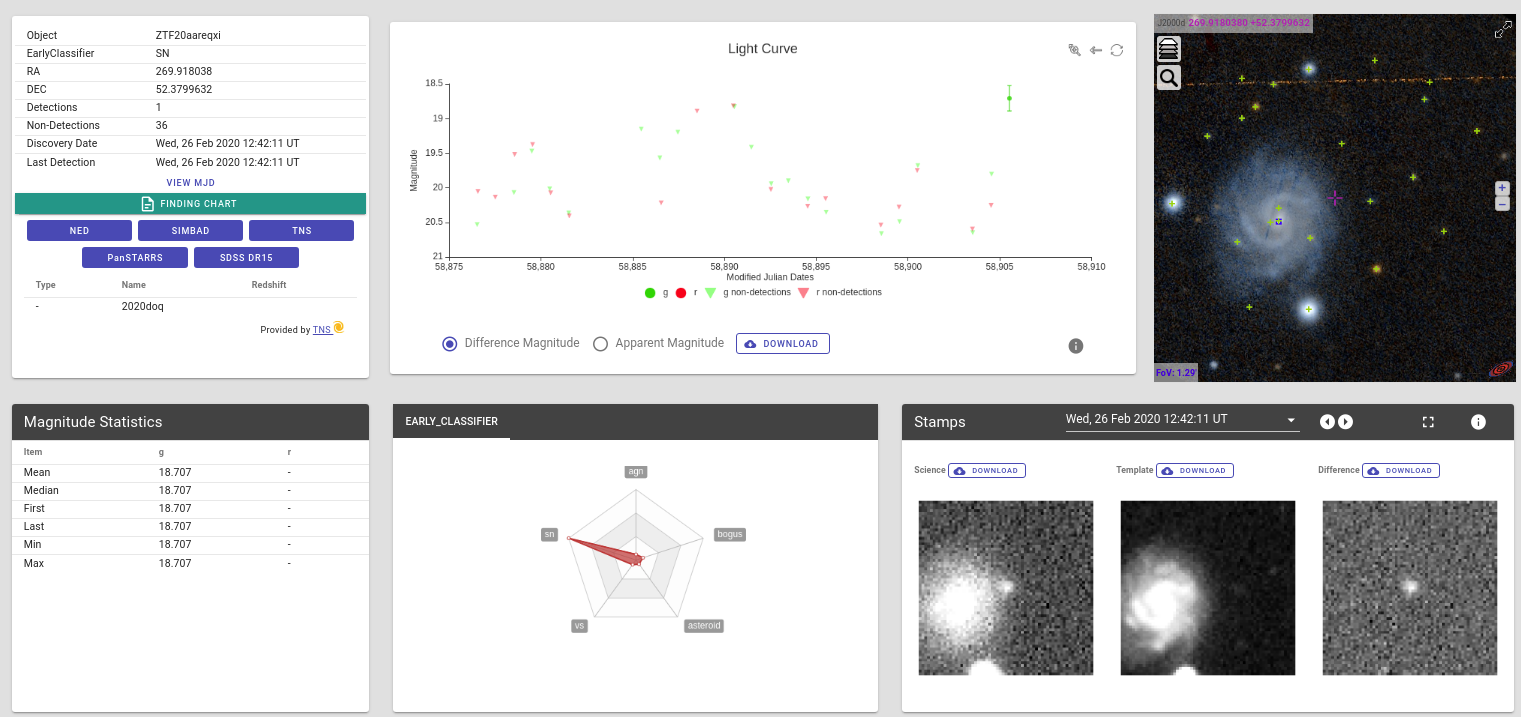 Object ZTF20aareqxi
EarlyClassifier SN
RA 269.918038
DEC 52.3799632
Detections 1
Non-Detections 36
Discovery Date Wed, 26 Feb 2020 12:42:11 UT
Last Detection Wed, 26 Feb 2020 12:42:11 UT
VIEW MJD
FINDING CHART
NED SIMBAD TNS
PanSTARRS SDSS DR15
Type Name Redshift
- 2020doq
Provided by TNS
Light Curve
18.5
19
19.5
20
20.5
21
Magnitude
58,875 58,880 58,885 58,890 58,895 58,900 58,905 58,910
Modified Julian Dates
g r g non-detections r non-detections
Difference Magnitude Apparent Magnitude DOWNLOAD
J2000d 269.9180380 +52.3799632
+
−
FoV: 1.29'
Magnitude Statistics
Item g r
Mean 18.707 -
Median 18.707 -
First 18.707 -
Last 18.707 -
Min 18.707 -
Max 18.707 -
EARLY_CLASSIFIER
agn
sn
bogus
vs
asteroid
Stamps Wed, 26 Feb 2020 12:42:11 UT
Science DOWNLOAD Template DOWNLOAD Difference DOWNLOAD